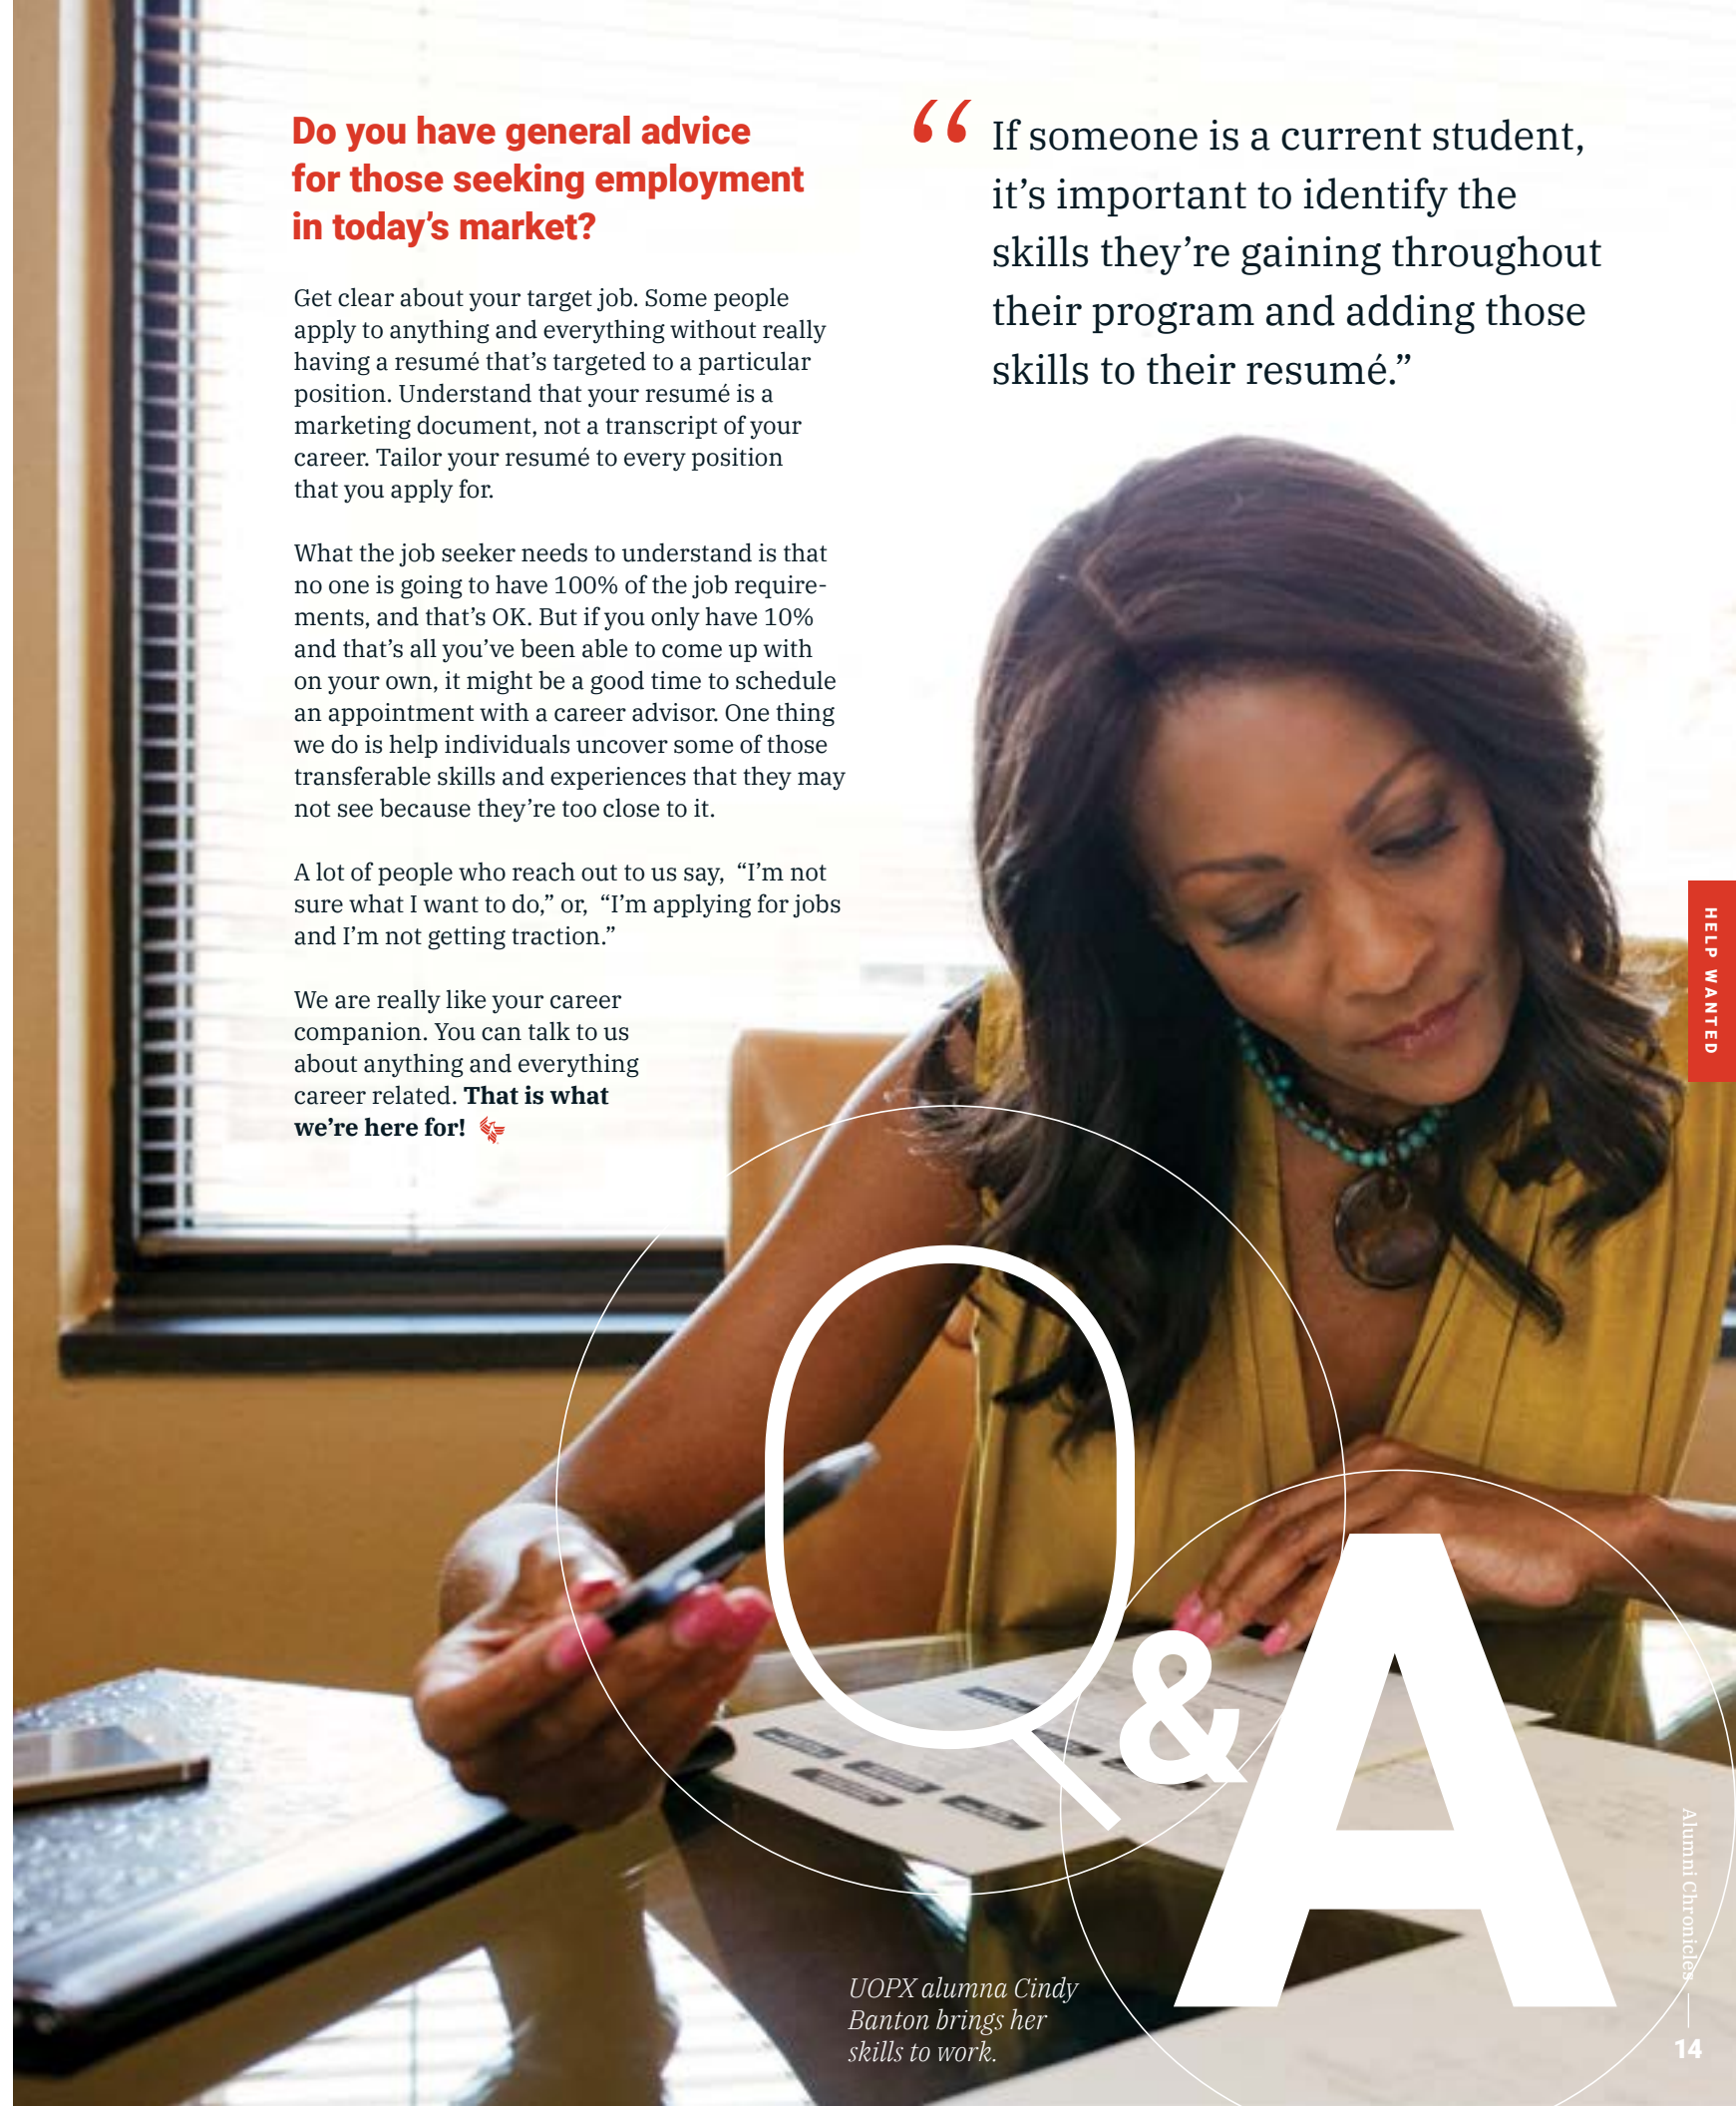 Do you have general advice
for those seeking employment
in today’s market?
Get clear about your target job. Some people
apply to anything and everything without really
having a resumé that’s targeted to a particular
position. Understand that your resumé is a
marketing document, not a transcript of your
career. Tailor your resumé to every position
that you apply for.
What the job seeker needs to understand is that
no one is going to have 100% of the job require-
ments, and that’s OK. But if you only have 10%
and that’s all you’ve been able to come up with
on your own, it might be a good time to schedule
an appointment with a career advisor. One thing
we do is help individuals uncover some of those
transferable skills and experiences that they may
not see because they’re too close to it.
A lot of people who reach out to us say, “I’m not
sure what I want to do,” or, “I’m applying for jobs
and I’m not getting traction.”
We are really like your career
companion. You can talk to us
about anything and everything
career related. That is what
we’re here for!
“If someone is a current student,
it’s important to identify the
skills they’re gaining throughout
their program and adding those
skills to their resumé.”
HELP WANTED
Q&A
UOPX alumna Cindy
Banton brings her
skills to work.
Alumni Chronicles
14